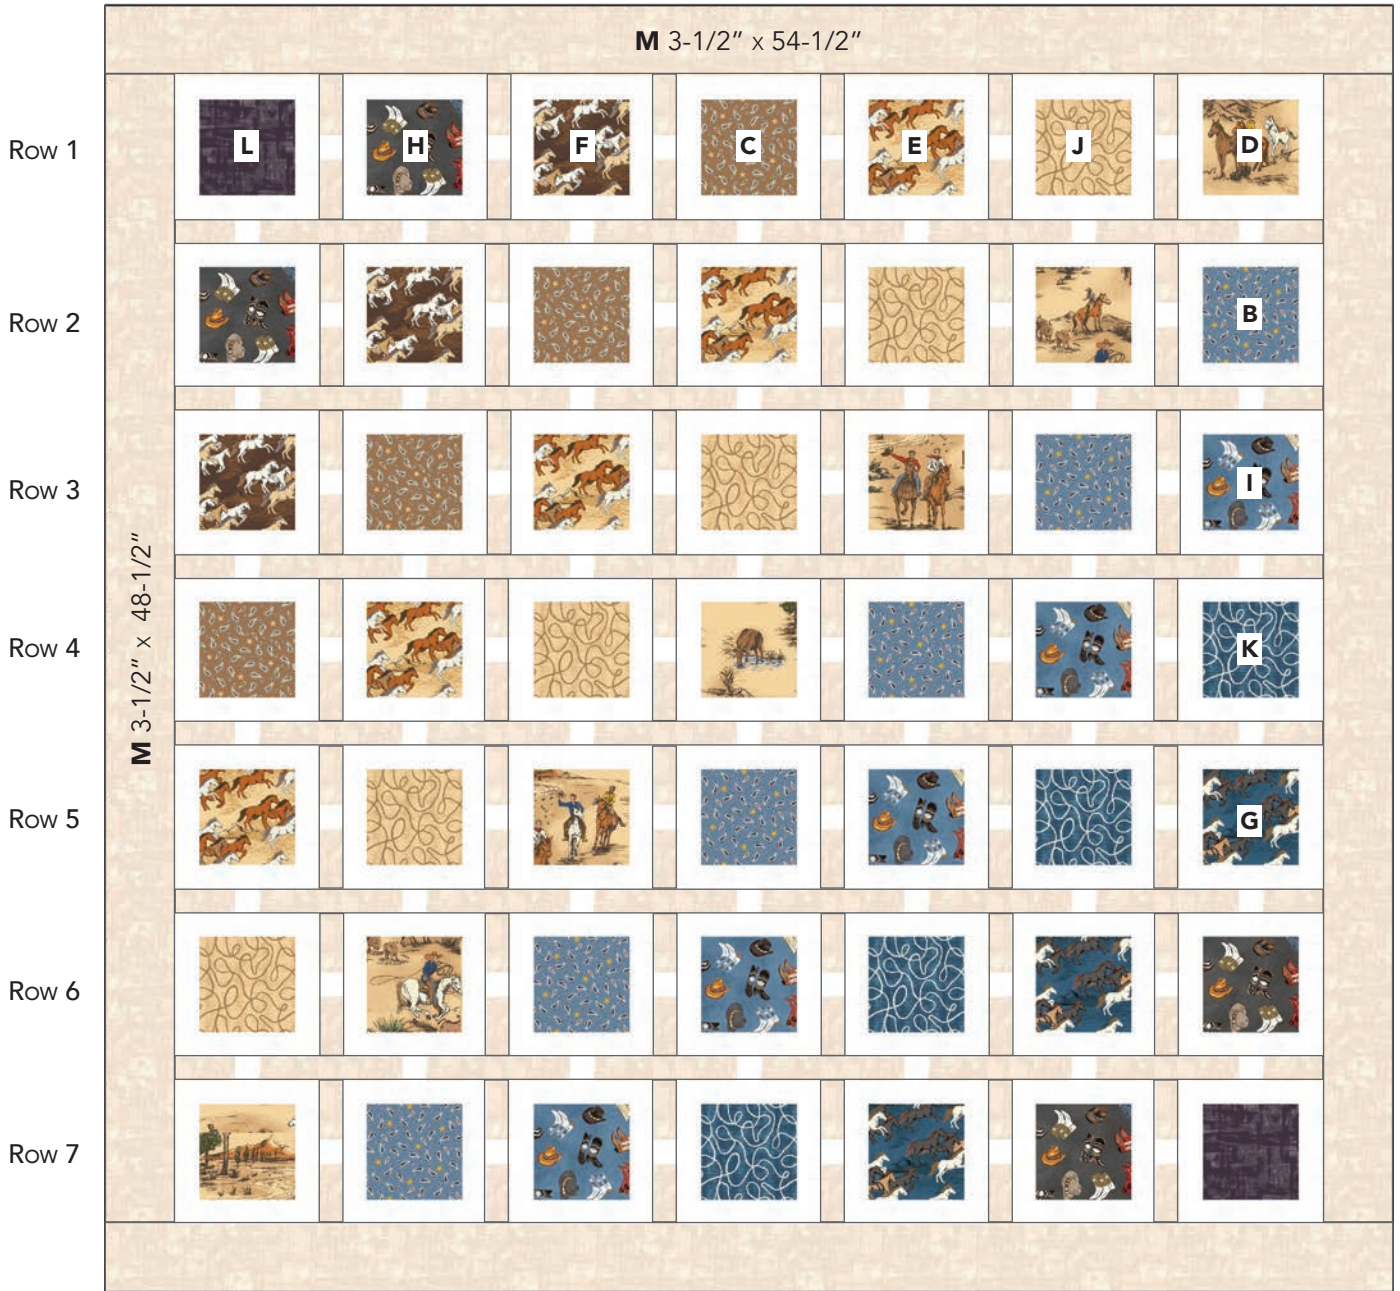 M 3-1/2” x 54-1/2”
Row 1
L H F C E J D
Row 2
B
Row 3
I
M 3-1/2” x 48-1/2”
Row 4
K
Row 5
G
Row 6
Row 7